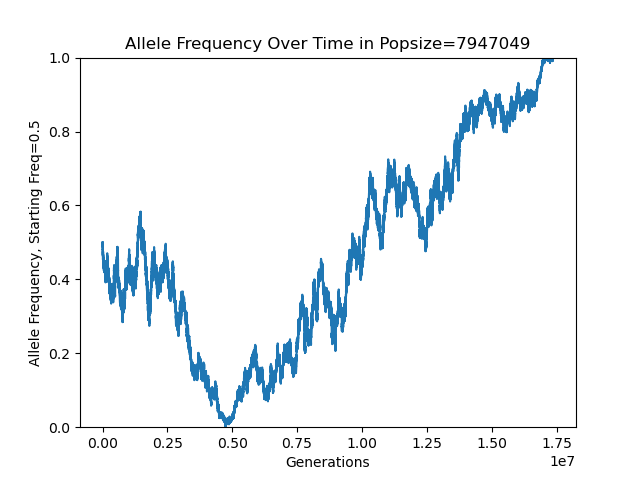 Allele Frequency Over Time in Popsize=7947049
Allele Frequency, Starting Freq=0.5
1.0
0.8
0.6
0.4
0.2
0.0
0.00 0.25 0.50 0.75 1.00 1.25 1.50 1.75
1e7
Generations